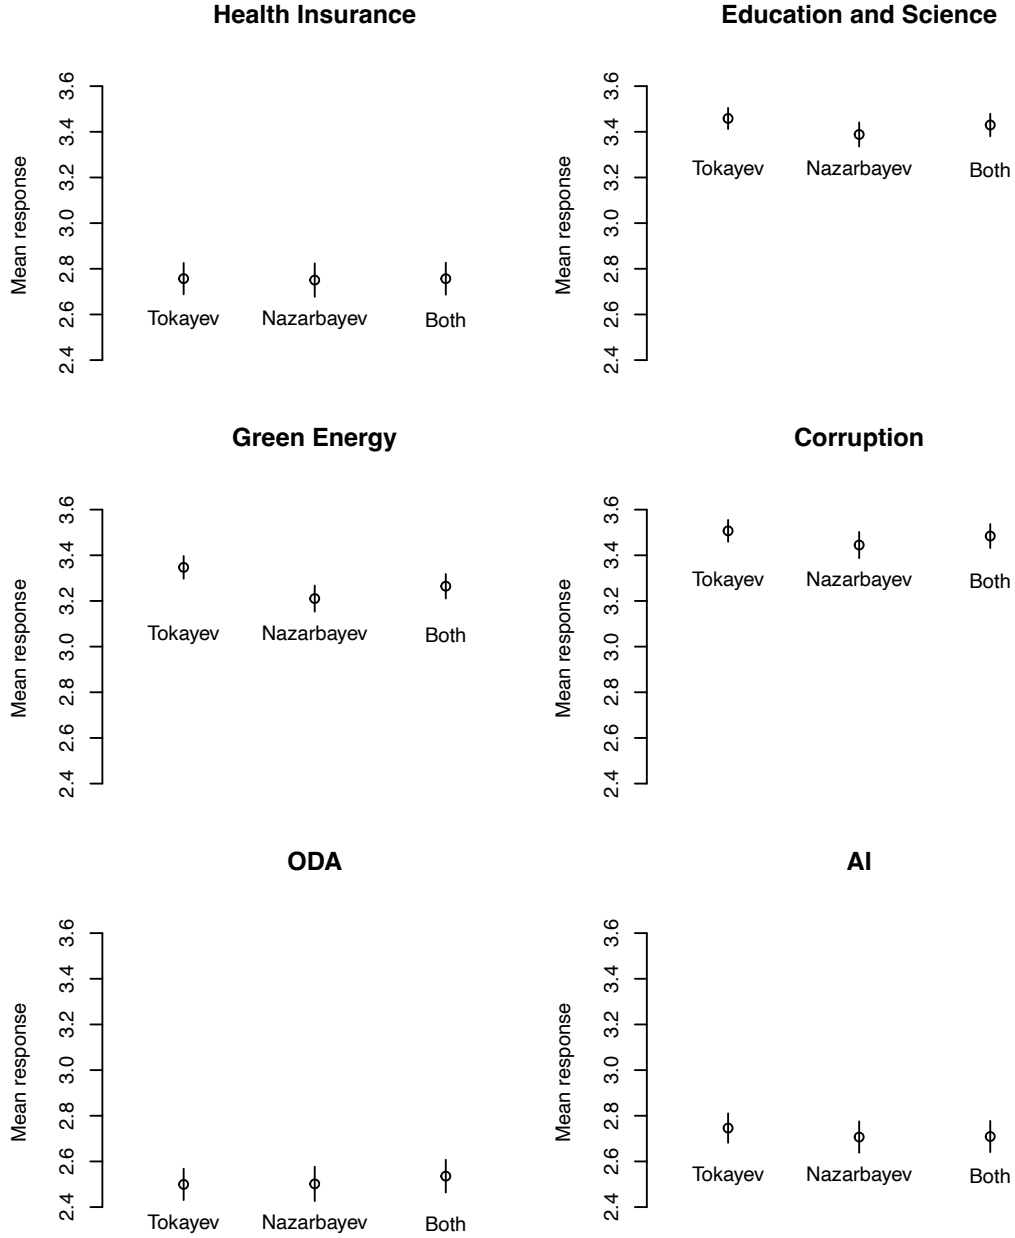 Health Insurance
Mean response
3.6
3.4
3.2
3.0
2.8
2.6
2.4
Tokayev Nazarbayev Both
Education and Science
Mean response
3.6
3.4
3.2
3.0
2.8
2.6
2.4
Tokayev Nazarbayev Both
Green Energy
Mean response
3.6
3.4
3.2
3.0
2.8
2.6
2.4
Tokayev Nazarbayev Both
Corruption
Mean response
3.6
3.4
3.2
3.0
2.8
2.6
2.4
Tokayev Nazarbayev Both
ODA
Mean response
3.6
3.4
3.2
3.0
2.8
2.6
2.4
Tokayev Nazarbayev Both
AI
Mean response
3.6
3.4
3.2
3.0
2.8
2.6
2.4
Tokayev Nazarbayev Both